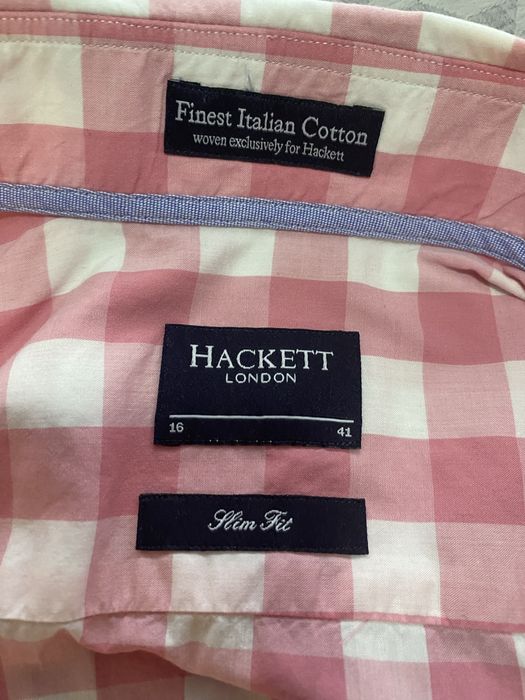 Finest Italian Cotton
woven exclusively for Hackett
HACKETT
LONDON
16 41
Slim Fit